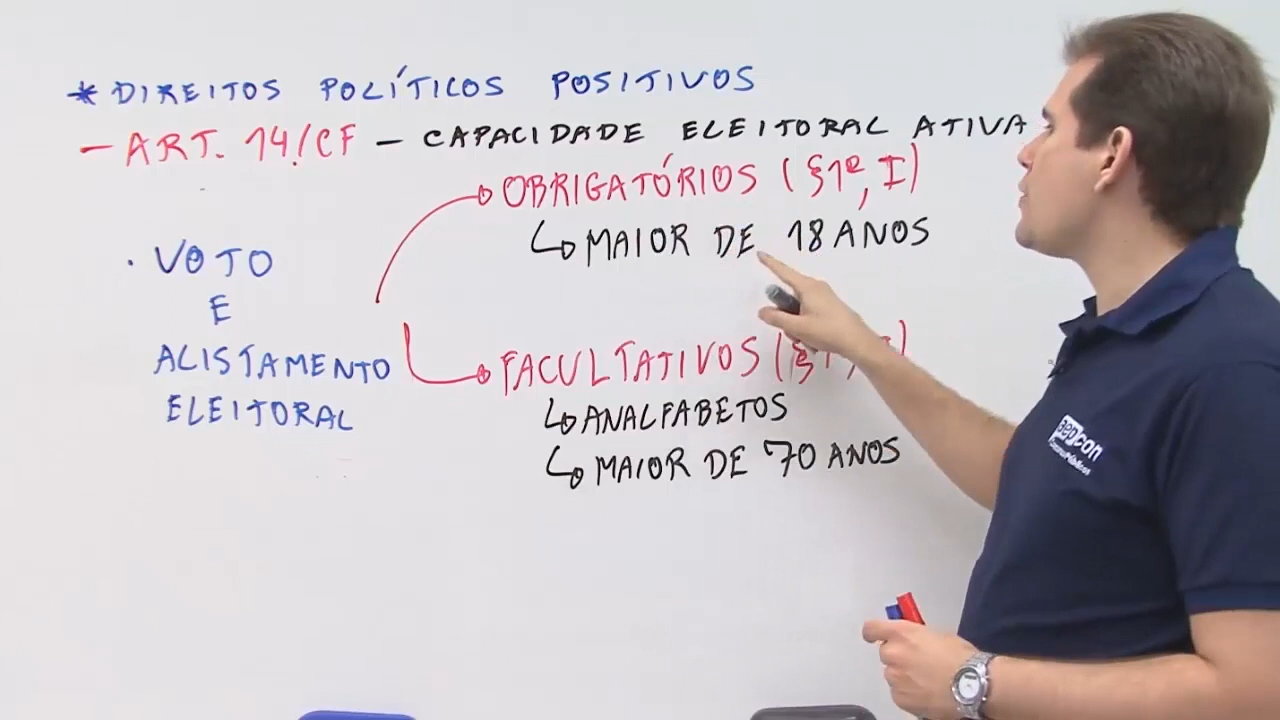 * DIREITOS POLÍTICOS POSITIVOS
- ART. 14/CF - CAPACIDADE ELEITORAL ATIVA
OBRIGATÓRIOS (§1º, I)
↳ MAIOR DE 18 ANOS
. VOTO
E
ALISTAMENTO
ELEITORAL
FACULTATIVOS (§1
↳ ANALFABETOS
↳ MAIOR DE 70 ANOS